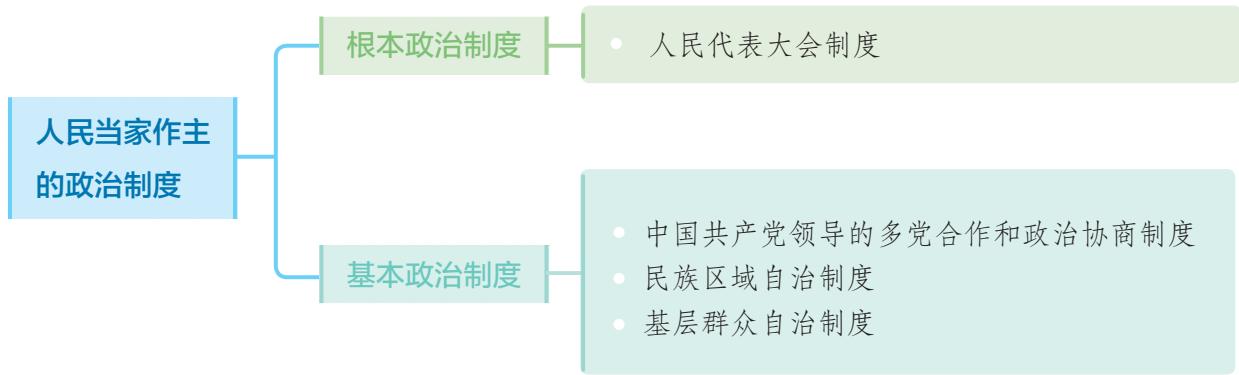 根本政治制度
人民代表大会制度
人民当家作主
的政治制度
基本政治制度
中国共产党领导的多党合作和政治协商制度
民族区域自治制度
基层群众自治制度